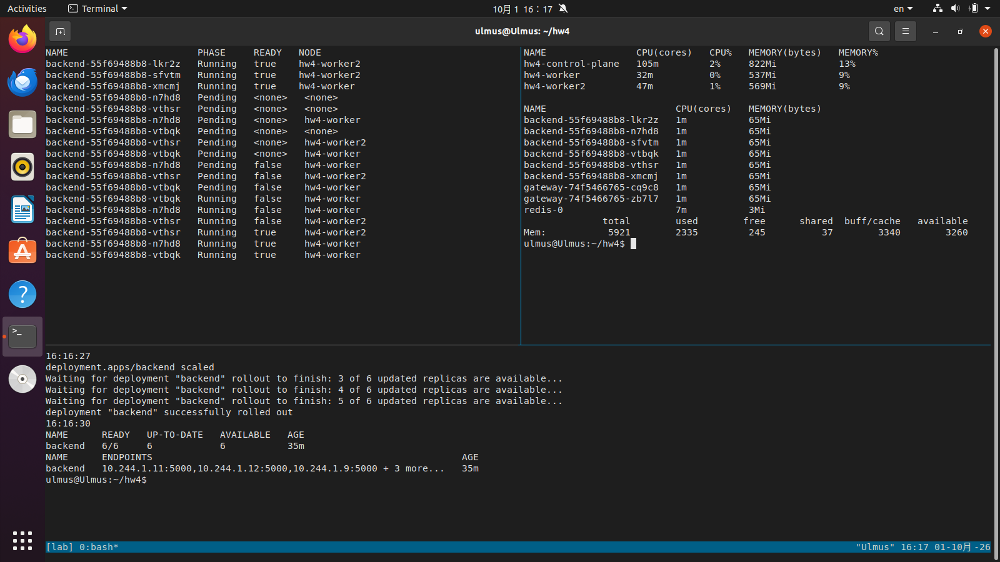 Activities Terminal 10月 1 16：17 en
ulmus@Ulmus: ~/hw4
NAME PHASE READY NODE
backend-55f69488b8-lkr2z Running true hw4-worker2
backend-55f69488b8-sfvtm Running true hw4-worker2
backend-55f69488b8-xmcmj Running true hw4-worker
backend-55f69488b8-n7hd8 Pending <none> <none>
backend-55f69488b8-vthsr Pending <none> <none>
backend-55f69488b8-n7hd8 Pending <none> hw4-worker
backend-55f69488b8-vtbqk Pending <none> <none>
backend-55f69488b8-vthsr Pending <none> hw4-worker2
backend-55f69488b8-vtbqk Pending <none> hw4-worker
backend-55f69488b8-n7hd8 Pending false hw4-worker
backend-55f69488b8-vthsr Pending false hw4-worker2
backend-55f69488b8-vtbqk Pending false hw4-worker
backend-55f69488b8-vtbqk Running false hw4-worker
backend-55f69488b8-n7hd8 Running false hw4-worker
backend-55f69488b8-vthsr Running false hw4-worker2
backend-55f69488b8-vthsr Running true hw4-worker2
backend-55f69488b8-n7hd8 Running true hw4-worker
backend-55f69488b8-vtbqk Running true hw4-worker
NAME CPU(cores) CPU% MEMORY(bytes) MEMORY%
hw4-control-plane 105m 2% 822Mi 13%
hw4-worker 32m 0% 537Mi 9%
hw4-worker2 47m 1% 569Mi 9%
NAME CPU(cores) MEMORY(bytes)
backend-55f69488b8-lkr2z 1m 65Mi
backend-55f69488b8-n7hd8 1m 65Mi
backend-55f69488b8-sfvtm 1m 65Mi
backend-55f69488b8-vtbqk 1m 65Mi
backend-55f69488b8-vthsr 1m 65Mi
backend-55f69488b8-xmcmj 1m 65Mi
gateway-74f5466765-cq9c8 1m 65Mi
gateway-74f5466765-zb7l7 1m 65Mi
redis-0 7m 3Mi
total used free shared buff/cache available
Mem: 5921 2335 245 37 3340 3260
ulmus@Ulmus:~/hw4$
16:16:27
deployment.apps/backend scaled
Waiting for deployment "backend" rollout to finish: 3 of 6 updated replicas are available...
Waiting for deployment "backend" rollout to finish: 4 of 6 updated replicas are available...
Waiting for deployment "backend" rollout to finish: 5 of 6 updated replicas are available...
deployment "backend" successfully rolled out
16:16:30
NAME READY UP-TO-DATE AVAILABLE AGE
backend 6/6 6 6 35m
NAME ENDPOINTS AGE
backend 10.244.1.11:5000,10.244.1.12:5000,10.244.1.9:5000 + 3 more... 35m
ulmus@Ulmus:~/hw4$
[lab] 0:bash* "Ulmus" 16:17 01-10月-26